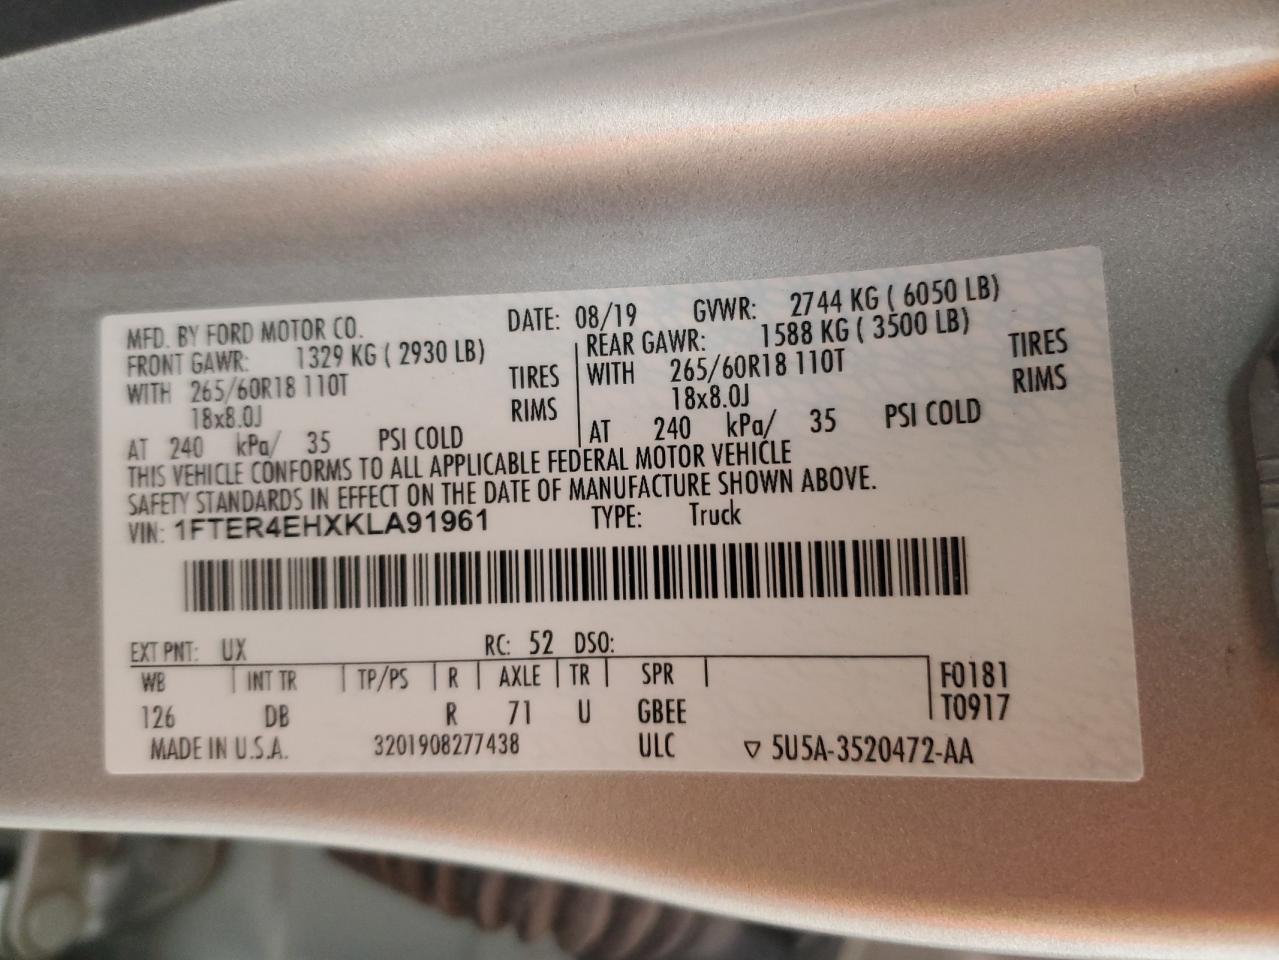 MFD. BY FORD MOTOR CO. DATE: 08/19 GVWR: 2744 KG ( 6050 LB)
FRONT GAWR: 1329 KG ( 2930 LB) REAR GAWR: 1588 KG ( 3500 LB)
WITH 265/60R18 110T TIRES WITH 265/60R18 110T TIRES
18x8.0J RIMS 18x8.0J RIMS
AT 240 kPa/ 35 PSI COLD AT 240 kPa/ 35 PSI COLD
THIS VEHICLE CONFORMS TO ALL APPLICABLE FEDERAL MOTOR VEHICLE
SAFETY STANDARDS IN EFFECT ON THE DATE OF MANUFACTURE SHOWN ABOVE.
VIN: 1FTER4EHXKLA91961 TYPE: Truck
EXT PNT: UX RC: 52 DSO:
WB INT TR TP/PS R AXLE TR SPR F0181
126 DB R 71 U GBEE T0917
MADE IN U.S.A. 3201908277438 ULC ▽ 5U5A-3520472-AA